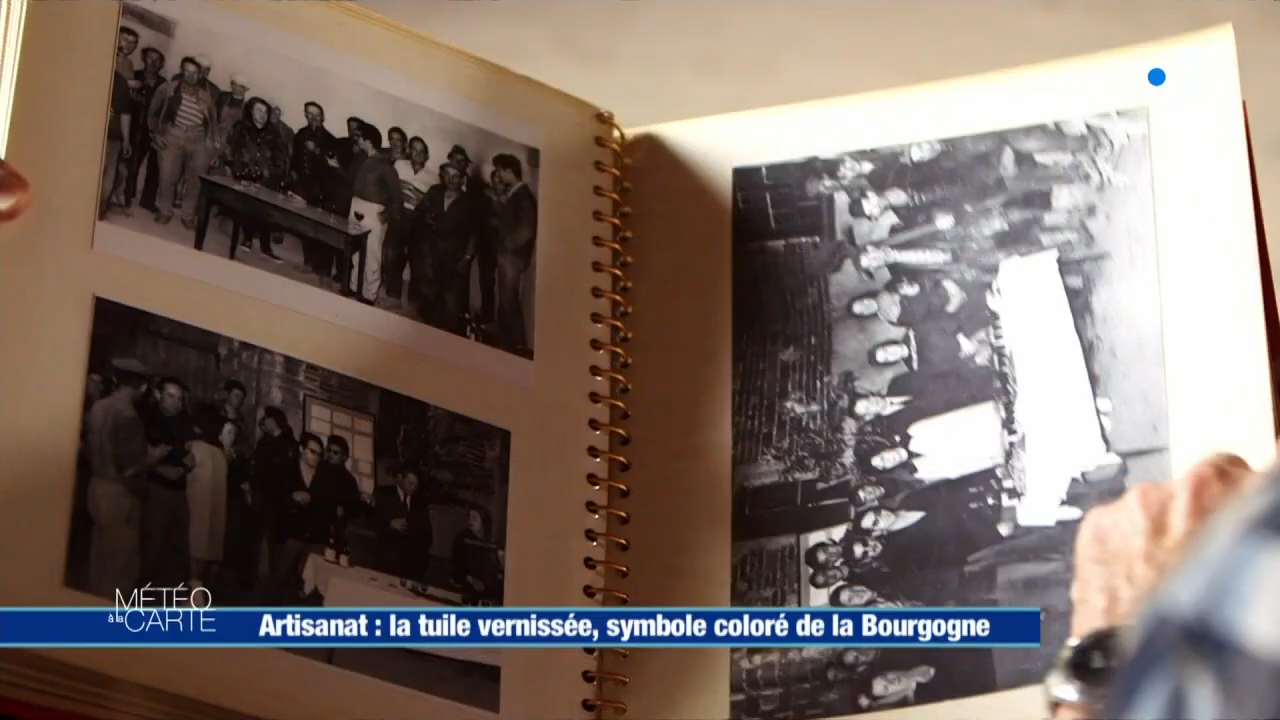 MÉTÉO
à la CARTE
Artisanat : la tuile vernissée, symbole coloré de la Bourgogne